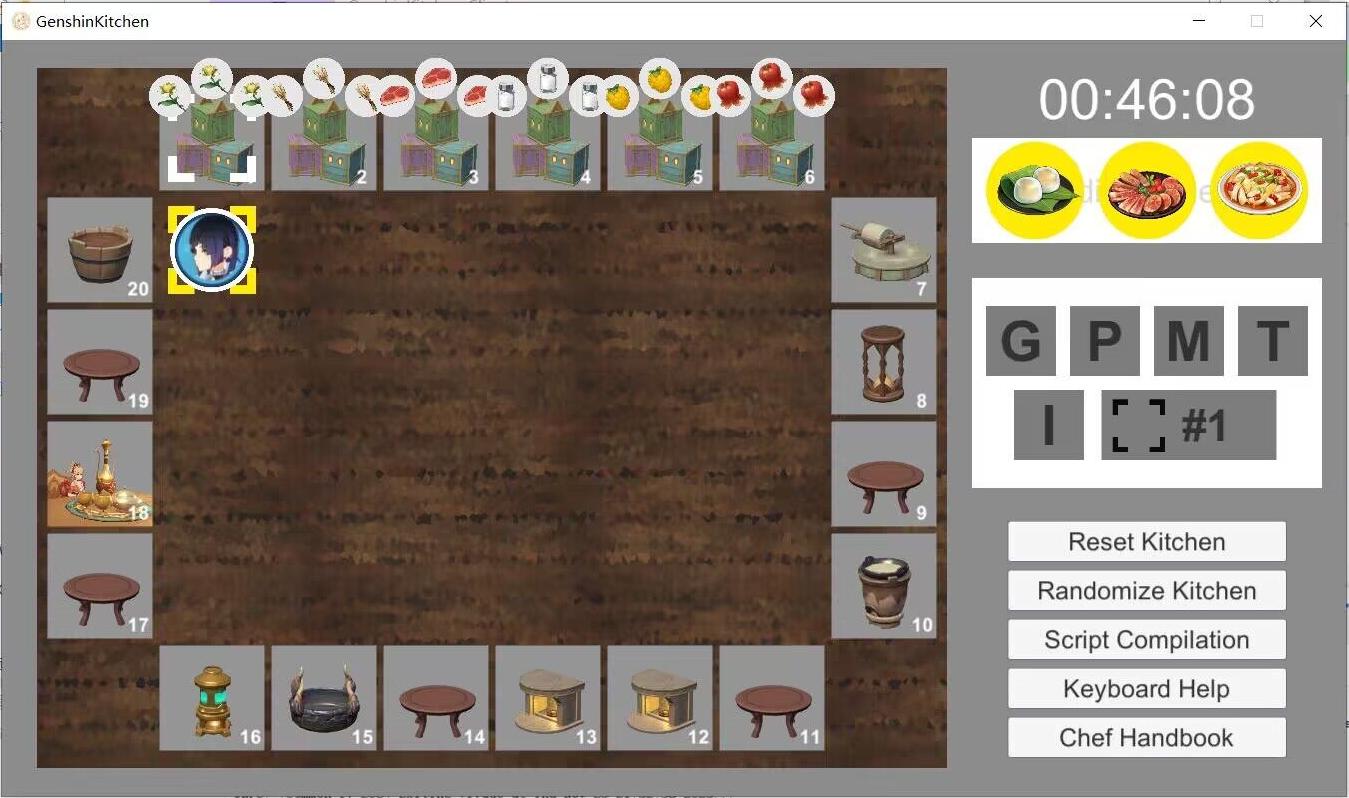 GenshinKitchen
00:46:08
2
3
4
5
6
20
7
G P M T
19
8
I #1
18
9
Reset Kitchen
17
10
Randomize Kitchen
Script Compilation
Keyboard Help
16
15
14
13
12
11
Chef Handbook